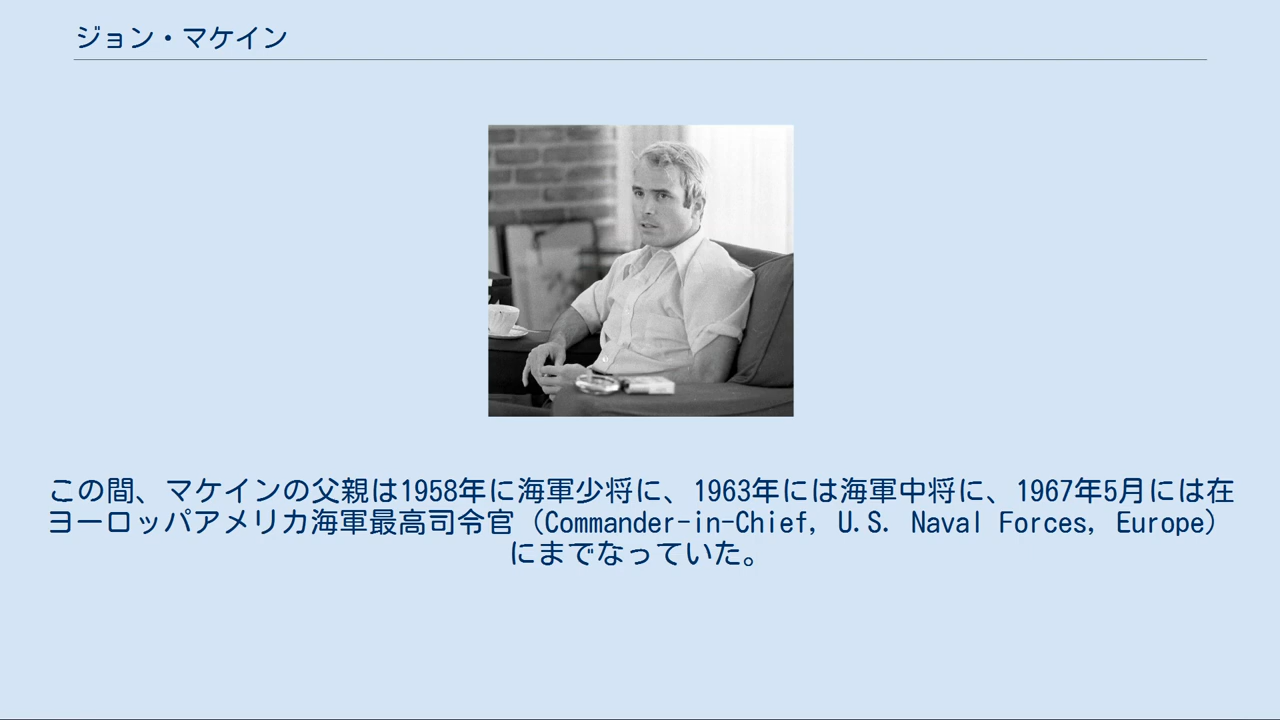 ジョン・マケイン
この間、マケインの父親は1958年に海軍少将に、1963年には海軍中将に、1967年5月には在
ヨーロッパアメリカ海軍最高司令官（Commander-in-Chief, U.S. Naval Forces, Europe）
にまでなっていた。